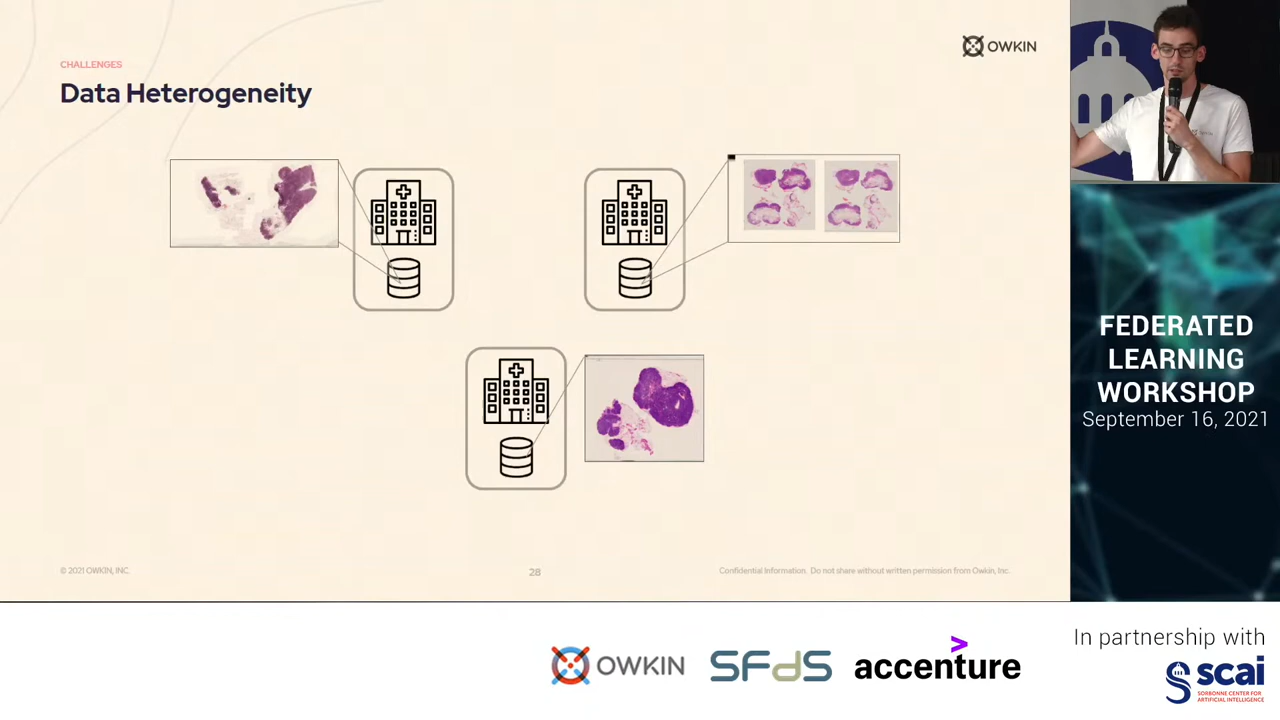 CHALLENGES
Data Heterogeneity
OWKIN
© 2021 OWKIN, INC.
28
Confidential Information. Do not share without written permission from Owkin, Inc.
FEDERATED
LEARNING
WORKSHOP
September 16, 2021
OWKIN
SFdS
accenture
In partnership with
scai
SORBONNE CENTER FOR
ARTIFICIAL INTELLIGENCE